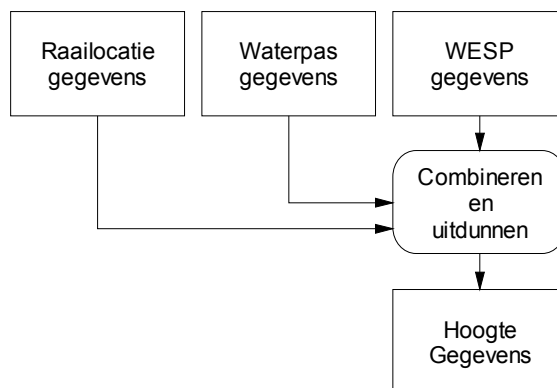 Raailocatie
gegevens
Waterpas
gegevens
WESP
gegevens
Combineren
en
uitdunnen
Hoogte
Gegevens